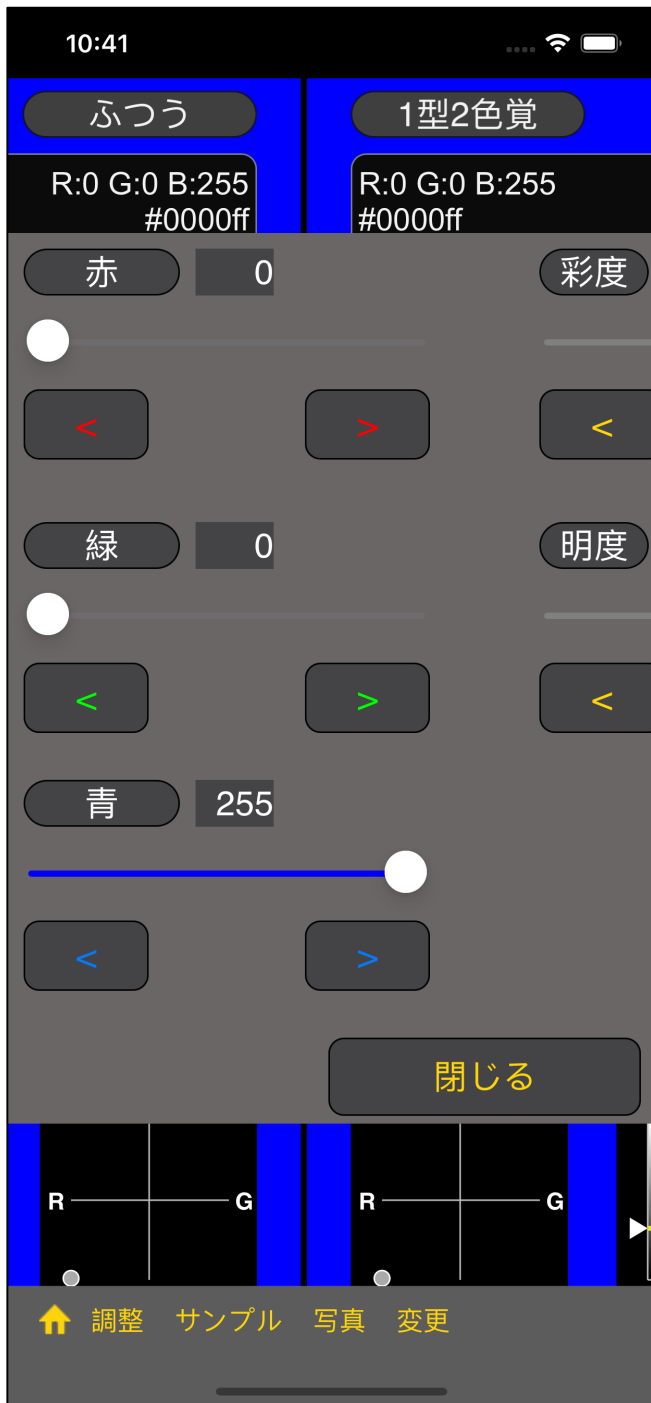 10:41
ふつう
1型2色覚
R:0 G:0 B:255
#0000ff
R:0 G:0 B:255
#0000ff
赤 0
彩度
< >
<
緑 0
明度
< >
<
青 255
< >
閉じる
R G
R G
調整 サンプル 写真 変更